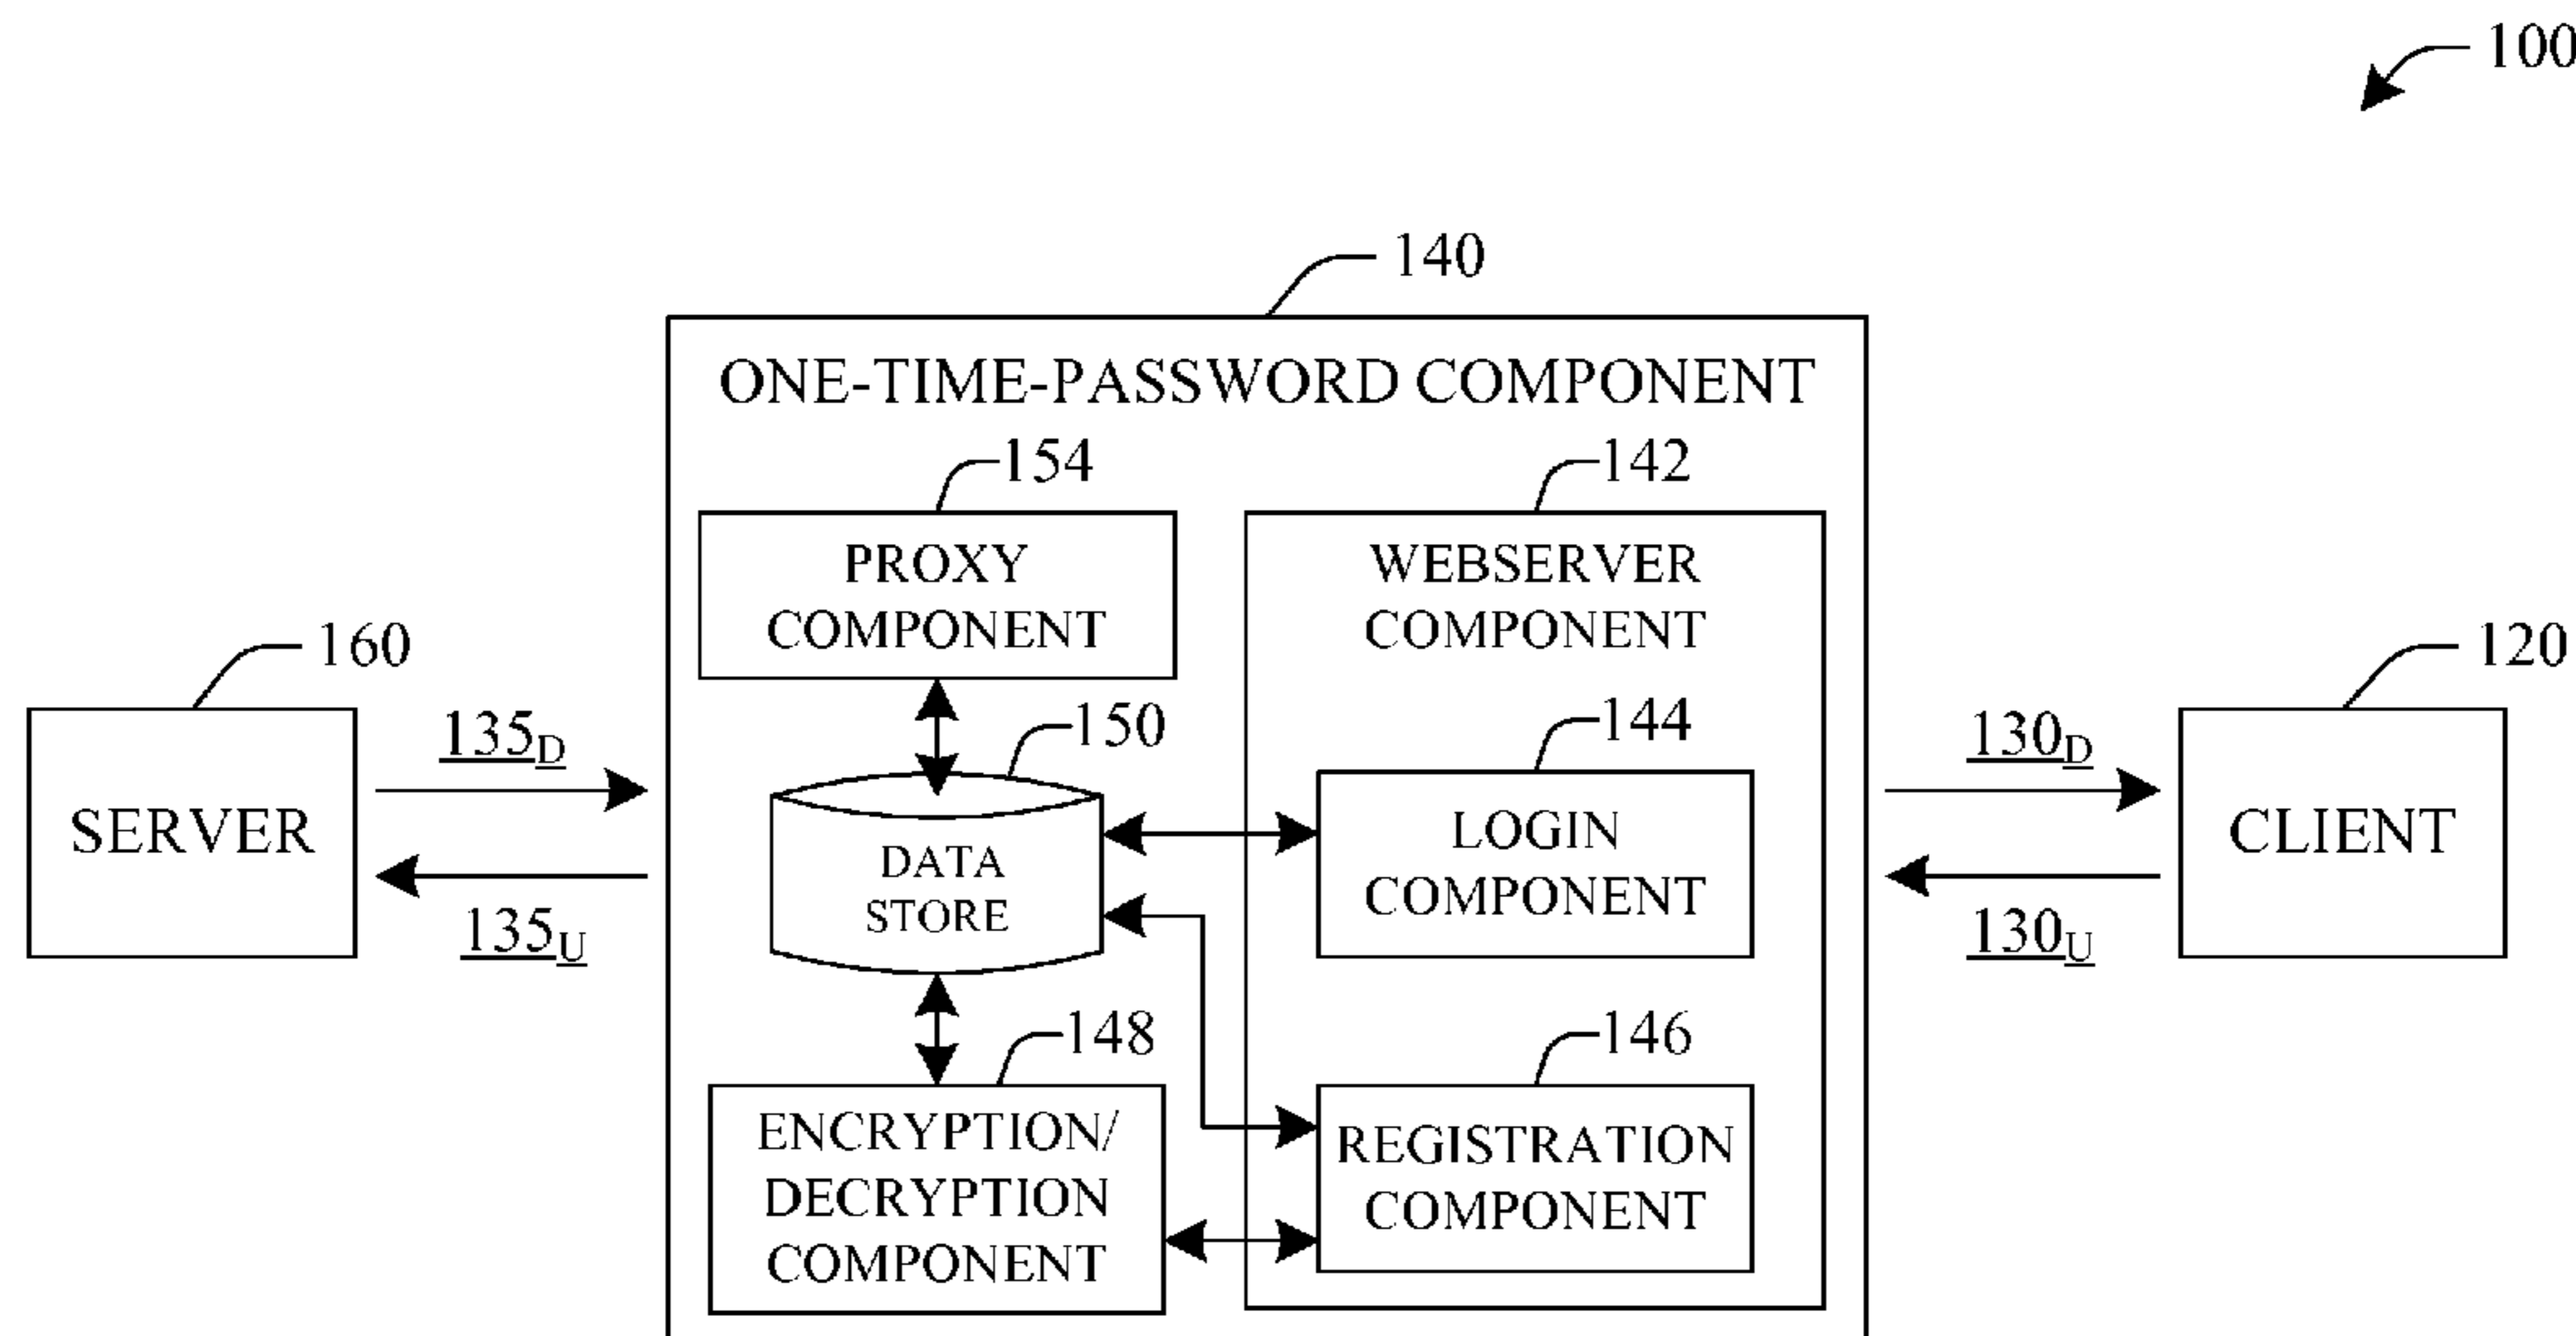 100
140
ONE-TIME-PASSWORD COMPONENT
154
142
PROXY
COMPONENT
WEBSERVER
COMPONENT
160
120
135D
150
144
130D
SERVER
DATA
STORE
LOGIN
COMPONENT
CLIENT
135U
130U
148
146
ENCRYPTION/
DECRYPTION
COMPONENT
REGISTRATION
COMPONENT